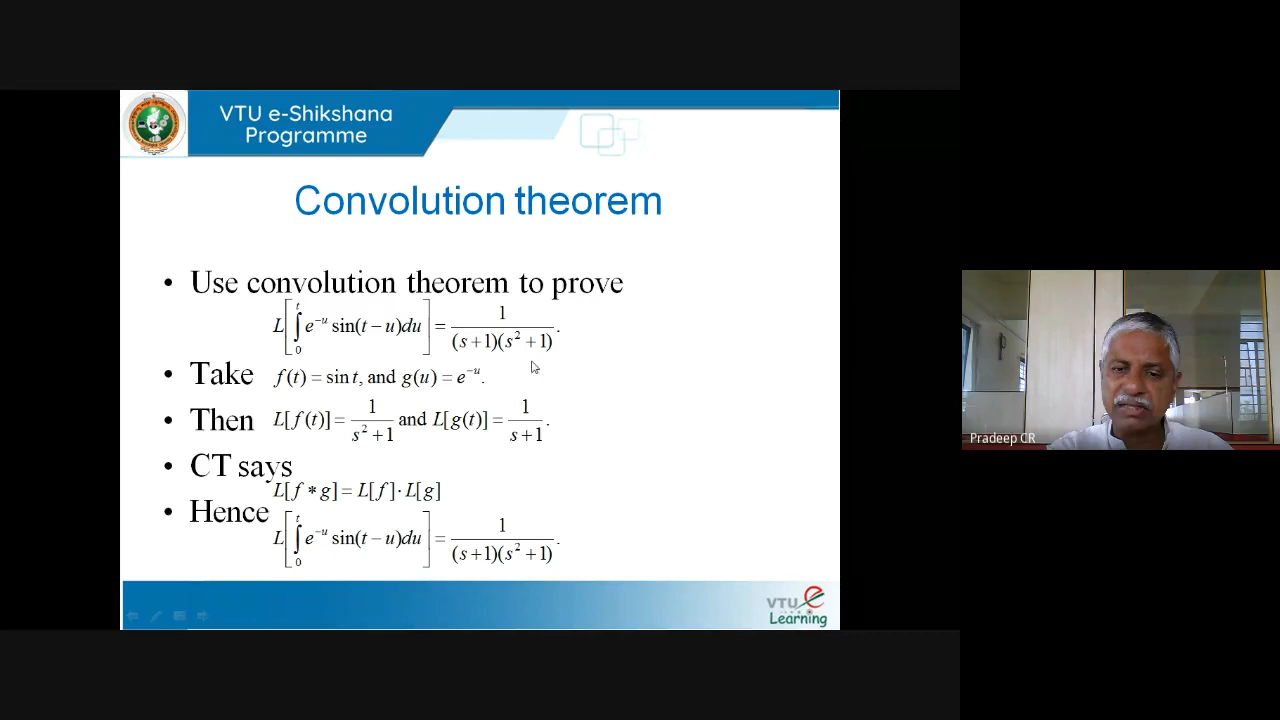 VTU e-Shikshana
Programme
Convolution theorem
• Use convolution theorem to prove
L[∫₀ᵗ e⁻ᵘ sin(t − u)du] = 1/((s+1)(s² + 1)).
• Take f(t) = sin t, and g(u) = e⁻ᵘ.
• Then L[f(t)] = 1/(s² + 1) and L[g(t)] = 1/(s + 1).
• CT says
L[f * g] = L[f]· L[g]
• Hence
L[∫₀ᵗ e⁻ᵘ sin(t − u)du] = 1/((s+1)(s² + 1)).
VTU e
Learning
Pradeep CR